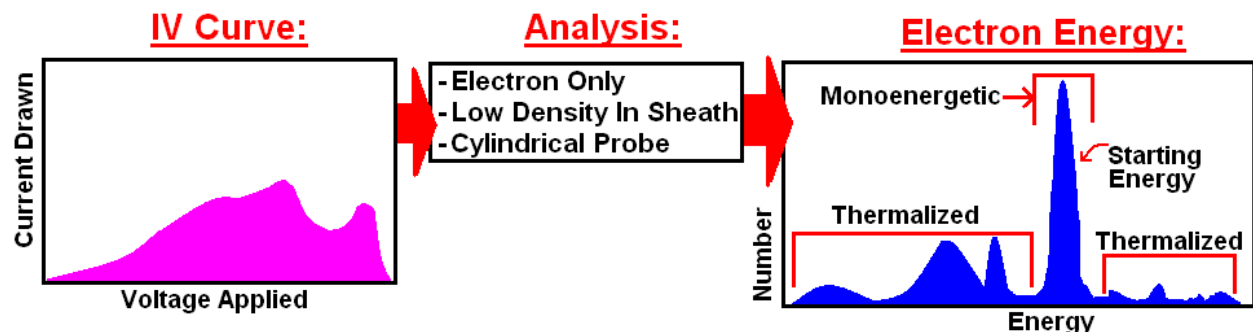 IV Curve:
Current Drawn
Voltage Applied
Analysis:
-Electron Only
-Low Density In Sheath
-Cylindrical Probe
Electron Energy:
Monoenergetic
Starting
Energy
Thermalized
Thermalized
Number
Energy